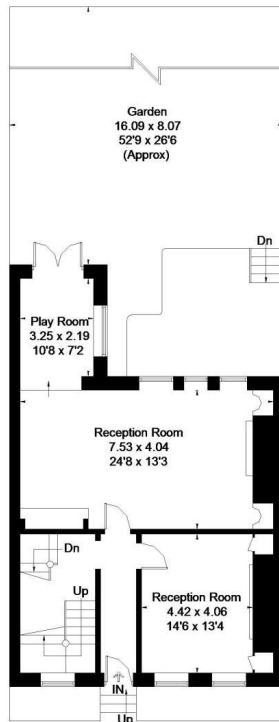 Garden
16.09 x 8.07
52'9 x 26'6
(Approx)
Dn
Play Room
3.25 x 2.19
10'8 x 7'2
Reception Room
7.53 x 4.04
24'8 x 13'3
Dn
Up
Reception Room
4.42 x 4.06
14'6 x 13'4
IN
Up